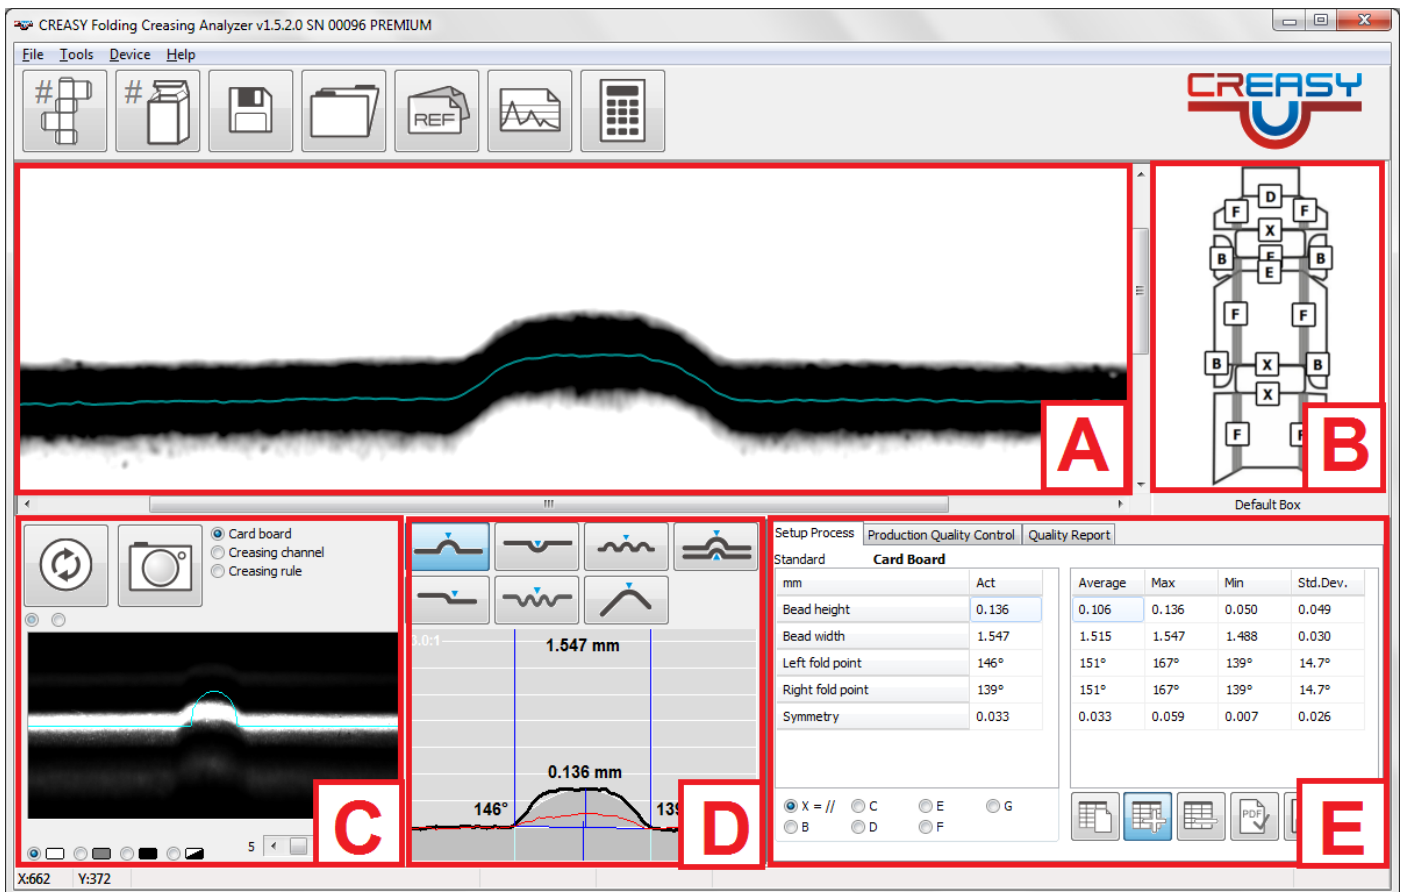 CREASY Folding Creasing Analyzer v1.5.2.0 SN 00096 PREMIUM
File Tools Device Help
# # REF
CREASY
A
D
F F
X
B E B
E
F F
B X B
X
F F
B
Default Box
Card board
Creasing channel
Creasing rule
5
C
1.547 mm
0.136 mm
146°
D
Setup Process Production Quality Control Quality Report
Standard Card Board
mm Act Average Max Min Std.Dev.
Bead height 0.136 0.106 0.136 0.050 0.049
Bead width 1.547 1.515 1.547 1.488 0.030
Left fold point 146° 151° 167° 139° 14.7°
Right fold point 139° 151° 167° 139° 14.7°
Symmetry 0.033 0.033 0.059 0.007 0.026
X = // C E G
B D F
PDF
E
X:662 Y:372